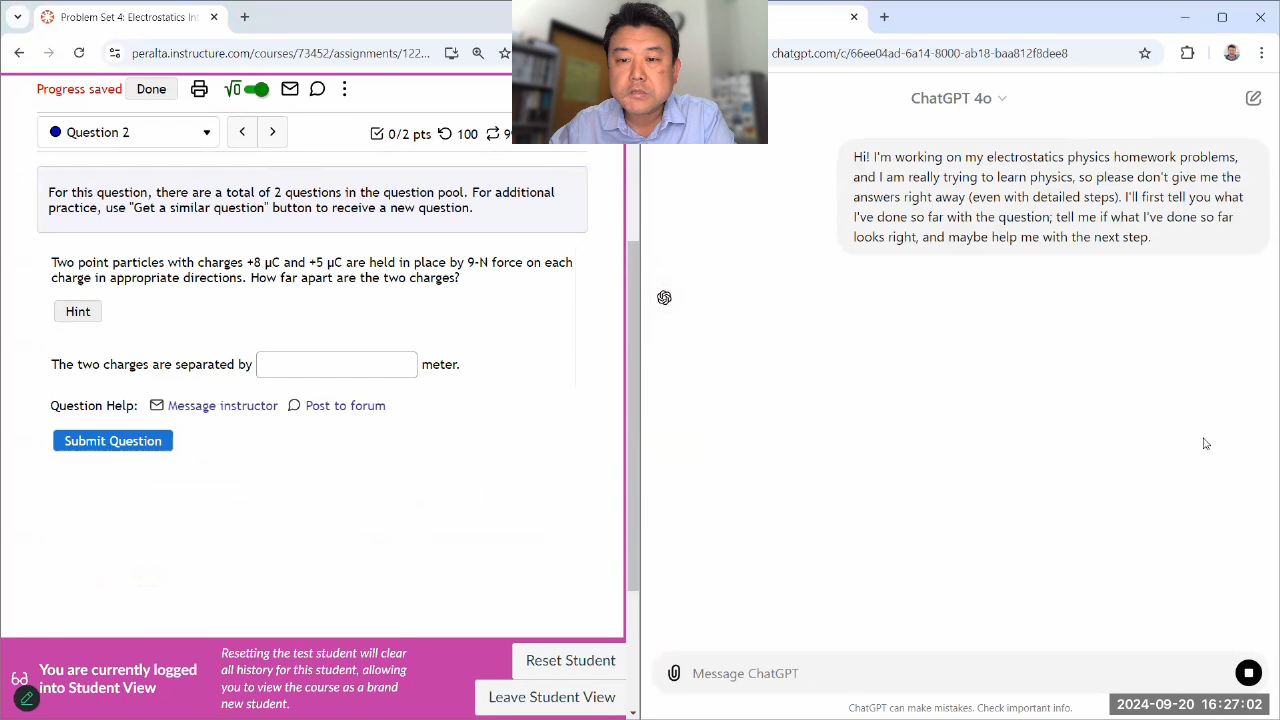 Problem Set 4: Electrostatics Int
peralta.instructure.com/courses/73452/assignments/122...
chatgpt.com/c/66ee04ad-6a14-8000-ab18-baa812f8dee8
Progress saved
Done
Question 2
0/2 pts
100
For this question, there are a total of 2 questions in the question pool. For additional
practice, use "Get a similar question" button to receive a new question.
Two point particles with charges +8 μC and +5 μC are held in place by 9-N force on each
charge in appropriate directions. How far apart are the two charges?
Hint
The two charges are separated by
meter.
Question Help:
Message instructor
Post to forum
Submit Question
You are currently logged
into Student View
Resetting the test student will clear
all history for this student, allowing
you to view the course as a brand
new student.
Reset Student
Leave Student View
ChatGPT 4o
Hi! I'm working on my electrostatics physics homework problems,
and I am really trying to learn physics, so please don't give me the
answers right away (even with detailed steps). I'll first tell you what
I've done so far with the question; tell me if what I've done so far
looks right, and maybe help me with the next step.
Message ChatGPT
ChatGPT can make mistakes. Check important info.
2024-09-20 16:27:02